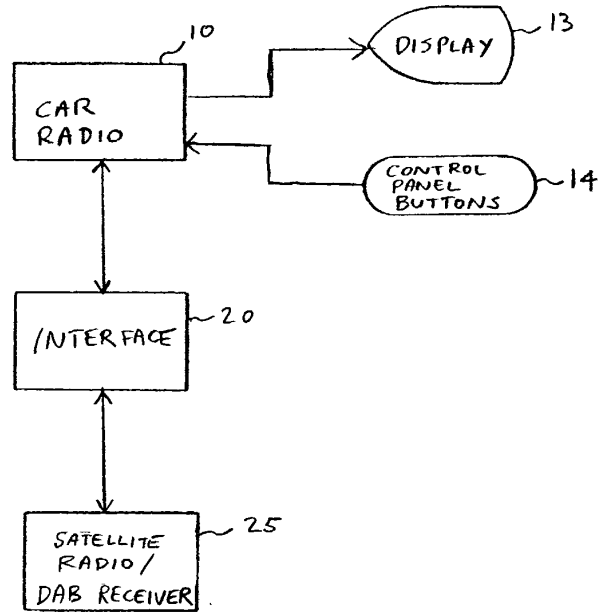 10
CAR
RADIO
DISPLAY
13
CONTROL
PANEL
BUTTONS
14
INTERFACE
20
SATELLITE
RADIO/
DAB RECEIVER
25